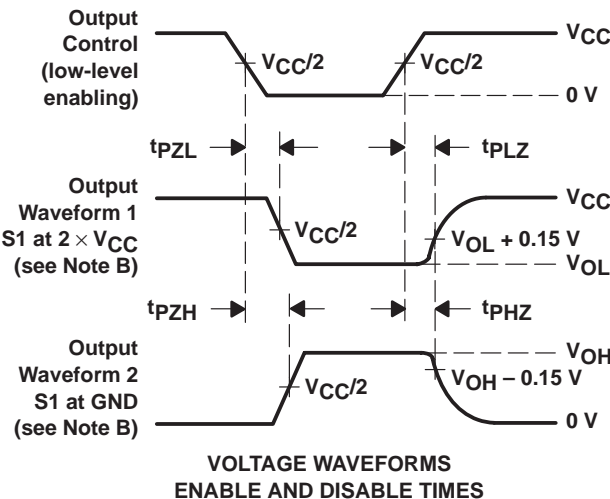 Output
Control
(low-level
enabling)
VCC/2
VCC/2
VCC
0 V
tPZL
tPLZ
Output
Waveform 1
S1 at 2 × VCC
(see Note B)
VCC/2
VCC
VOL + 0.15 V
VOL
tPZH
tPHZ
Output
Waveform 2
S1 at GND
(see Note B)
VCC/2
VOH
VOH – 0.15 V
0 V
VOLTAGE WAVEFORMS
ENABLE AND DISABLE TIMES